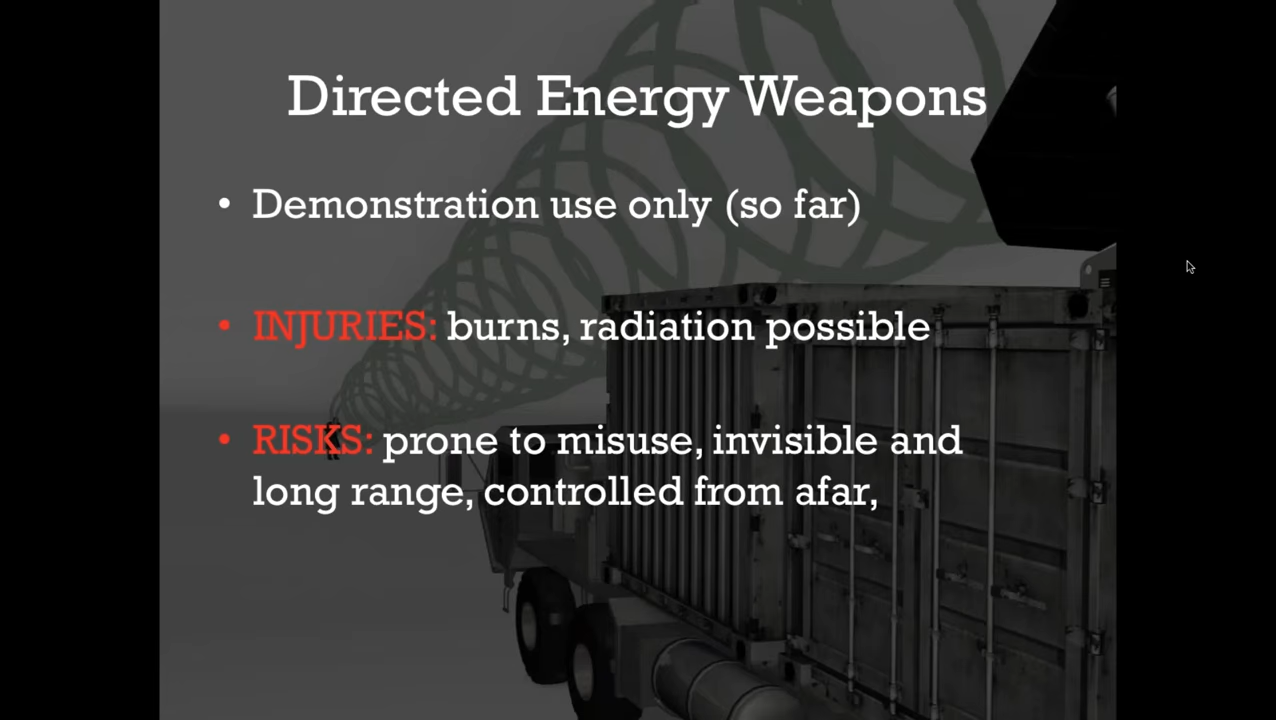 Directed Energy Weapons
• Demonstration use only (so far)
• INJURIES: burns, radiation possible
• RISKS: prone to misuse, invisible and
long range, controlled from afar,